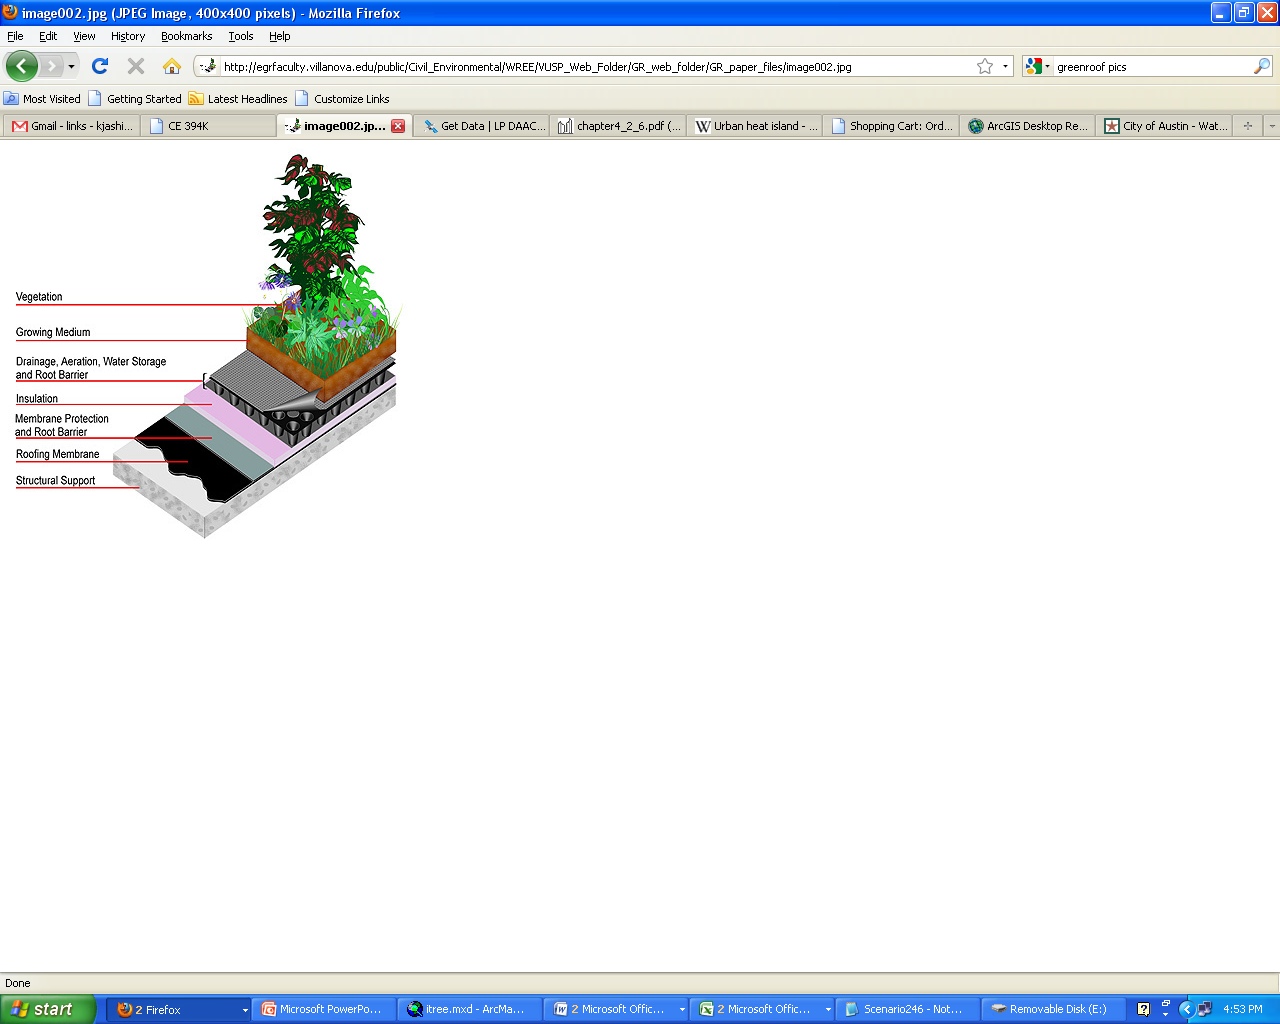 image002.jpg (JPEG Image, 400x400 pixels) - Mozilla Firefox
File Edit View History Bookmarks Tools Help
http://egrfaculty.villanova.edu/public/Civil_Environmental/WREE/VUSP_Web_Folder/GR_web_folder/GR_paper_files/image002.jpg
greenroof pics
Most Visited Getting Started Latest Headlines Customize Links
Gmail - links - kjashi... CE 394K image002.jp... Get Data | LP DAAC... chapter4_2_6.pdf (... Urban heat island - ... Shopping Cart: Ord... ArcGIS Desktop Re... City of Austin - Wat...
Vegetation
Growing Medium
Drainage, Aeration, Water Storage
and Root Barrier
Insulation
Membrane Protection
and Root Barrier
Roofing Membrane
Structural Support
Done
start 2 Firefox Microsoft PowerPo... itree.mxd - ArcMa... 2 Microsoft Offic... 2 Microsoft Offic... Scenario246 - Not... Removable Disk (E:) 4:53 PM